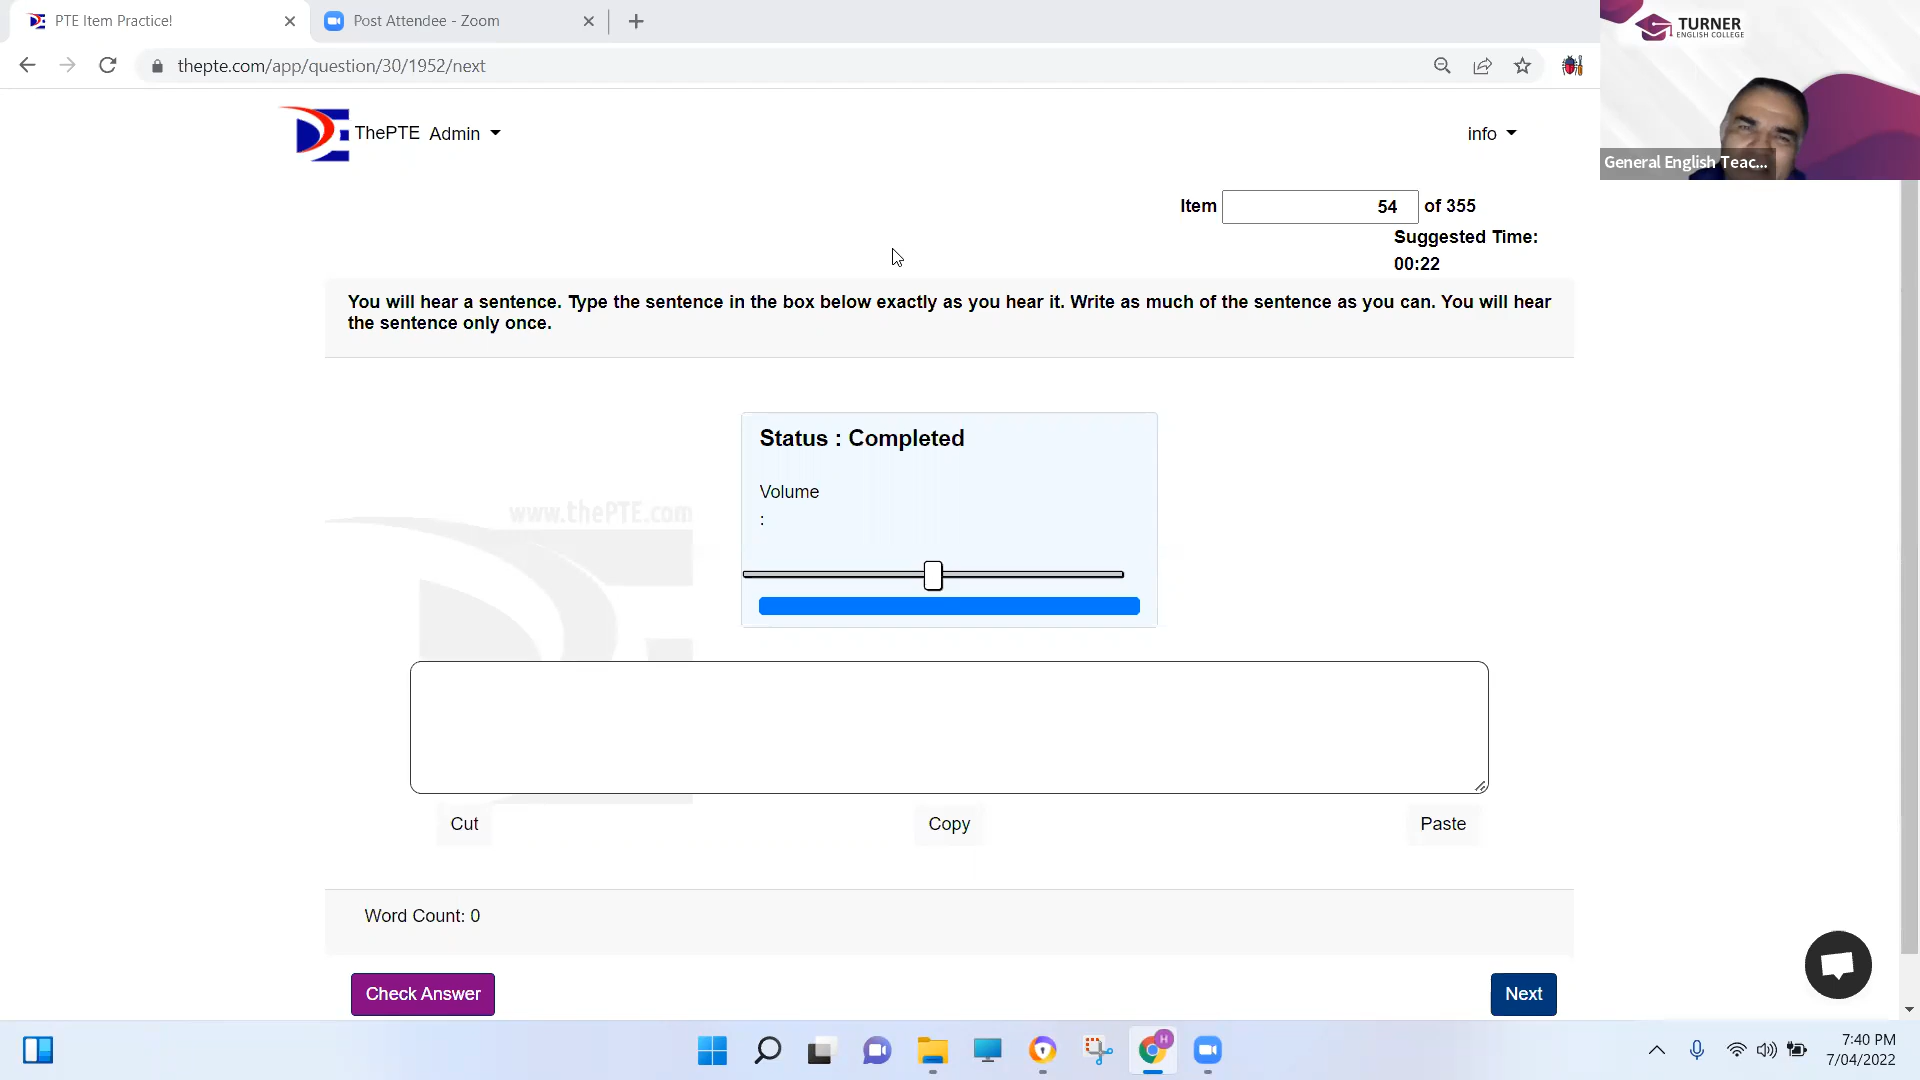 PTE Item Practice!
Post Attendee - Zoom
TURNER
ENGLISH COLLEGE
thepte.com/app/question/30/1952/next
General English Teac...
ThePTE Admin
info
Item 54 of 355
Suggested Time:
00:22
You will hear a sentence. Type the sentence in the box below exactly as you hear it. Write as much of the sentence as you can. You will hear
the sentence only once.
Status : Completed
Volume
:
www.thePTE.com
Cut Copy Paste
Word Count: 0
Check Answer
Next
H
7:40 PM
7/04/2022